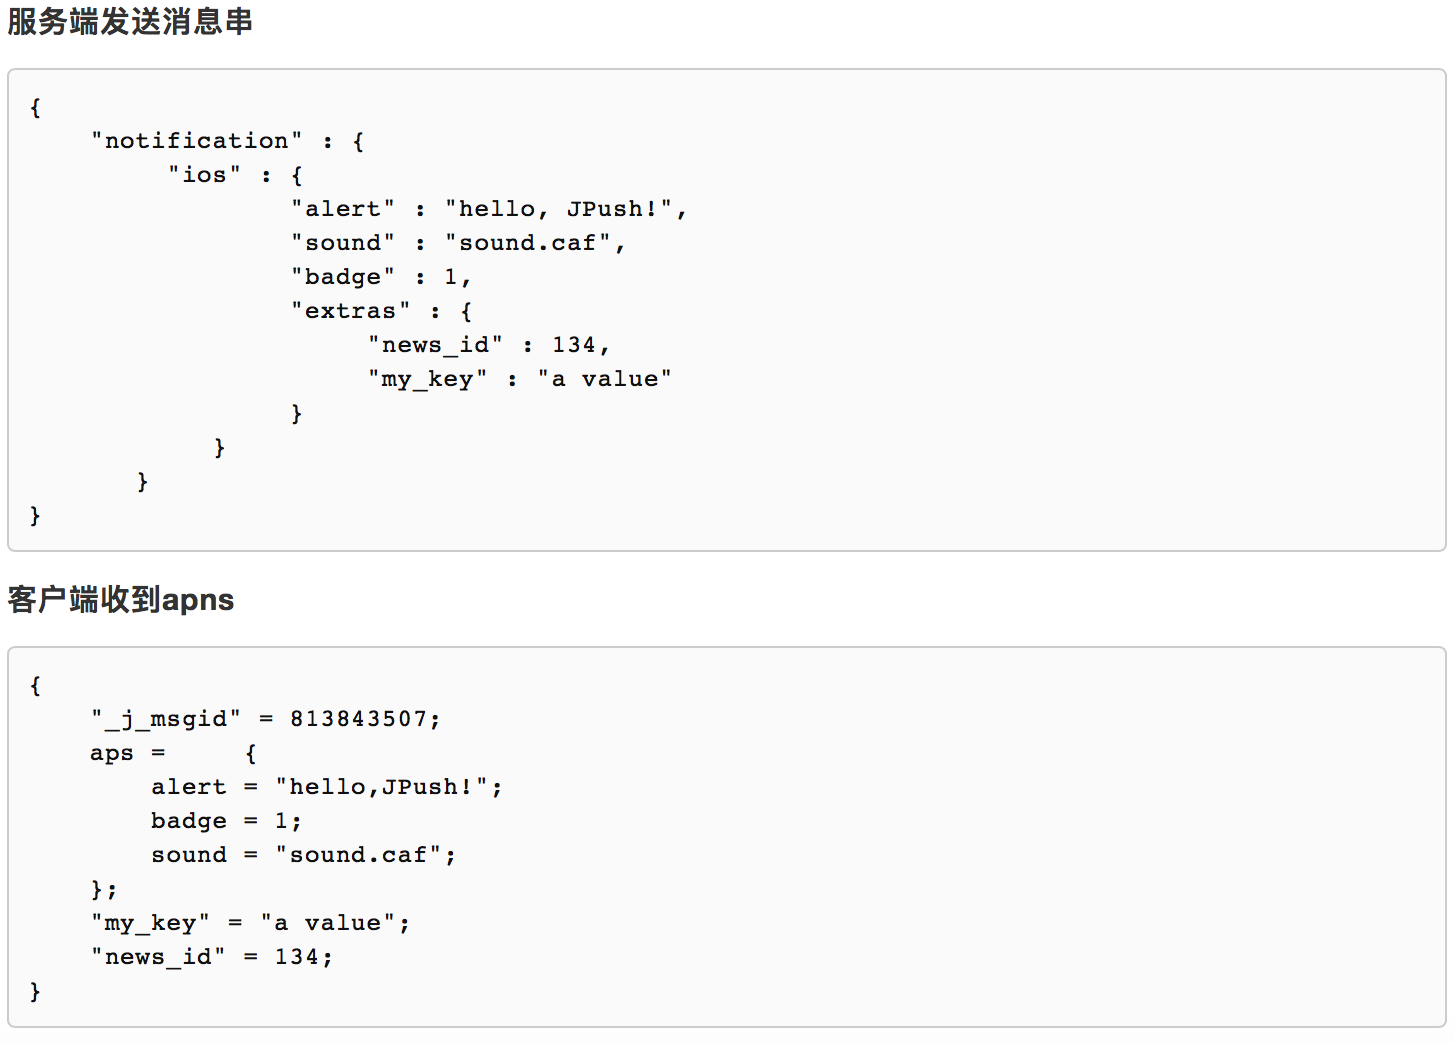 服务端发送消息串
{
     "notification" : {
          "ios" : {
                 "alert" : "hello, JPush!",
                 "sound" : "sound.caf",
                 "badge" : 1,
                 "extras" : {
                      "news_id" : 134,
                      "my_key" : "a value"
                 }
            }
       }
}
客户端收到apns
{
    "_j_msgid" = 813843507;
    aps =     {
        alert = "hello,JPush!";
        badge = 1;
        sound = "sound.caf";
    };
    "my_key" = "a value";
    "news_id" = 134;
}